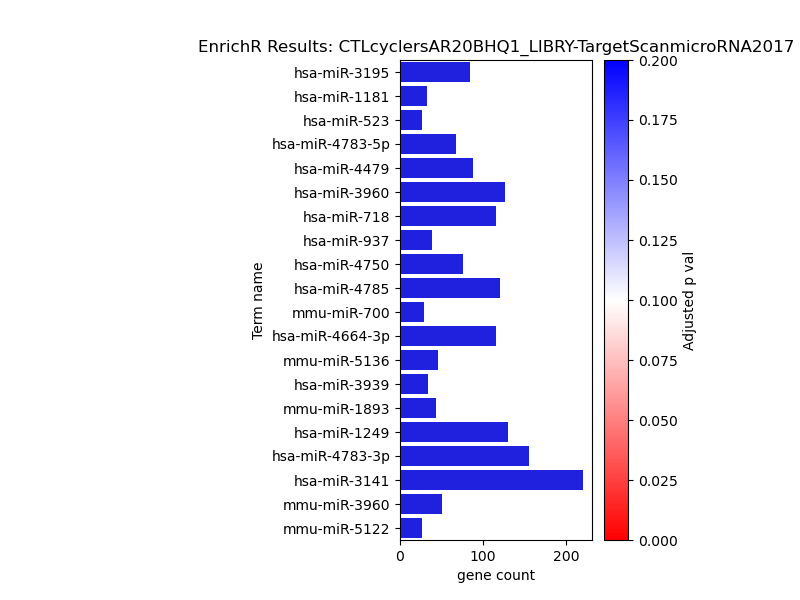 EnrichR Results: CTLcyclersAR20BHQ1_LIBRY-TargetScanmicroRNA2017
hsa-miR-3195
hsa-miR-1181
hsa-miR-523
hsa-miR-4783-5p
hsa-miR-4479
hsa-miR-3960
hsa-miR-718
hsa-miR-937
hsa-miR-4750
hsa-miR-4785
mmu-miR-700
hsa-miR-4664-3p
mmu-miR-5136
hsa-miR-3939
mmu-miR-1893
hsa-miR-1249
hsa-miR-4783-3p
hsa-miR-3141
mmu-miR-3960
mmu-miR-5122
Term name
0 100 200
gene count
0.200
0.175
0.150
0.125
0.100
0.075
0.050
0.025
0.000
Adjusted p val